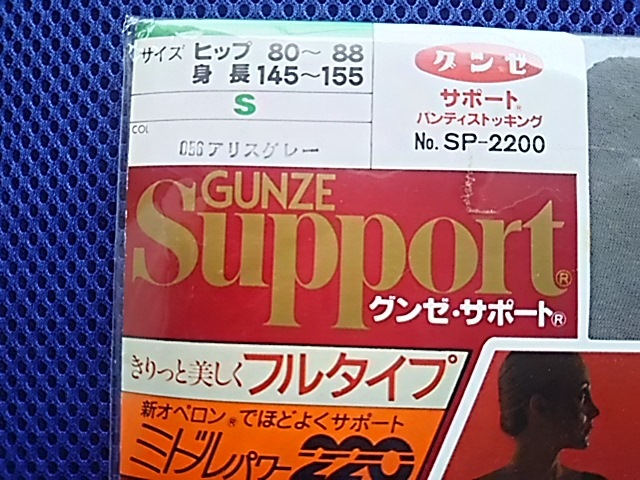 サイズ ヒップ 80〜88
身長 145〜155
S
COL
056 アリスグレー
グンゼ
サポート®
パンティストッキング
No. SP-2200
GUNZE
Support®
グンゼ・サポート®
きりっと美しくフルタイプ
新オペロン®でほどよくサポート
ミドルパワー220